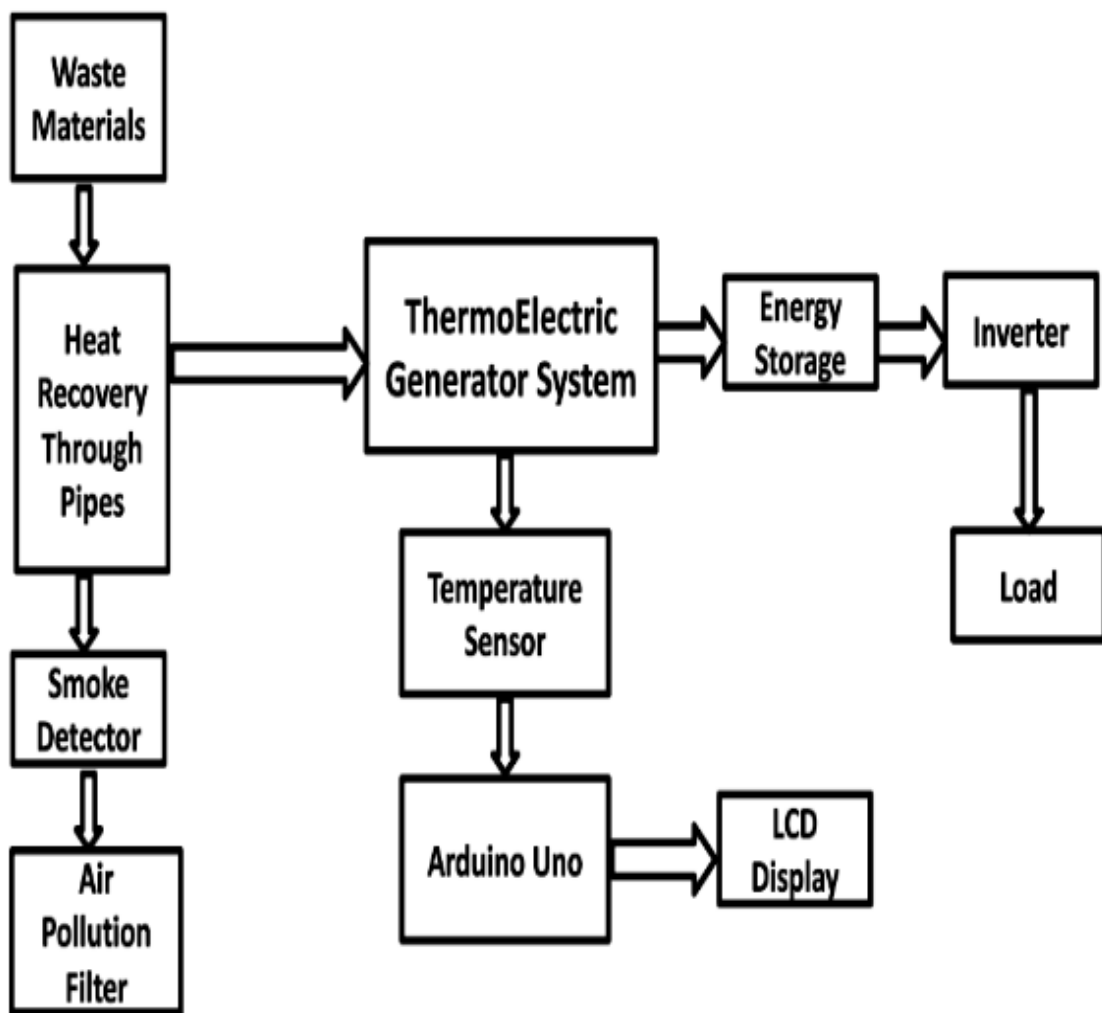 Waste
Materials
Heat
Recovery
Through
Pipes
Smoke
Detector
Air
Pollution
Filter
ThermoElectric
Generator System
Temperature
Sensor
Arduino Uno
LCD
Display
Energy
Storage
Inverter
Load